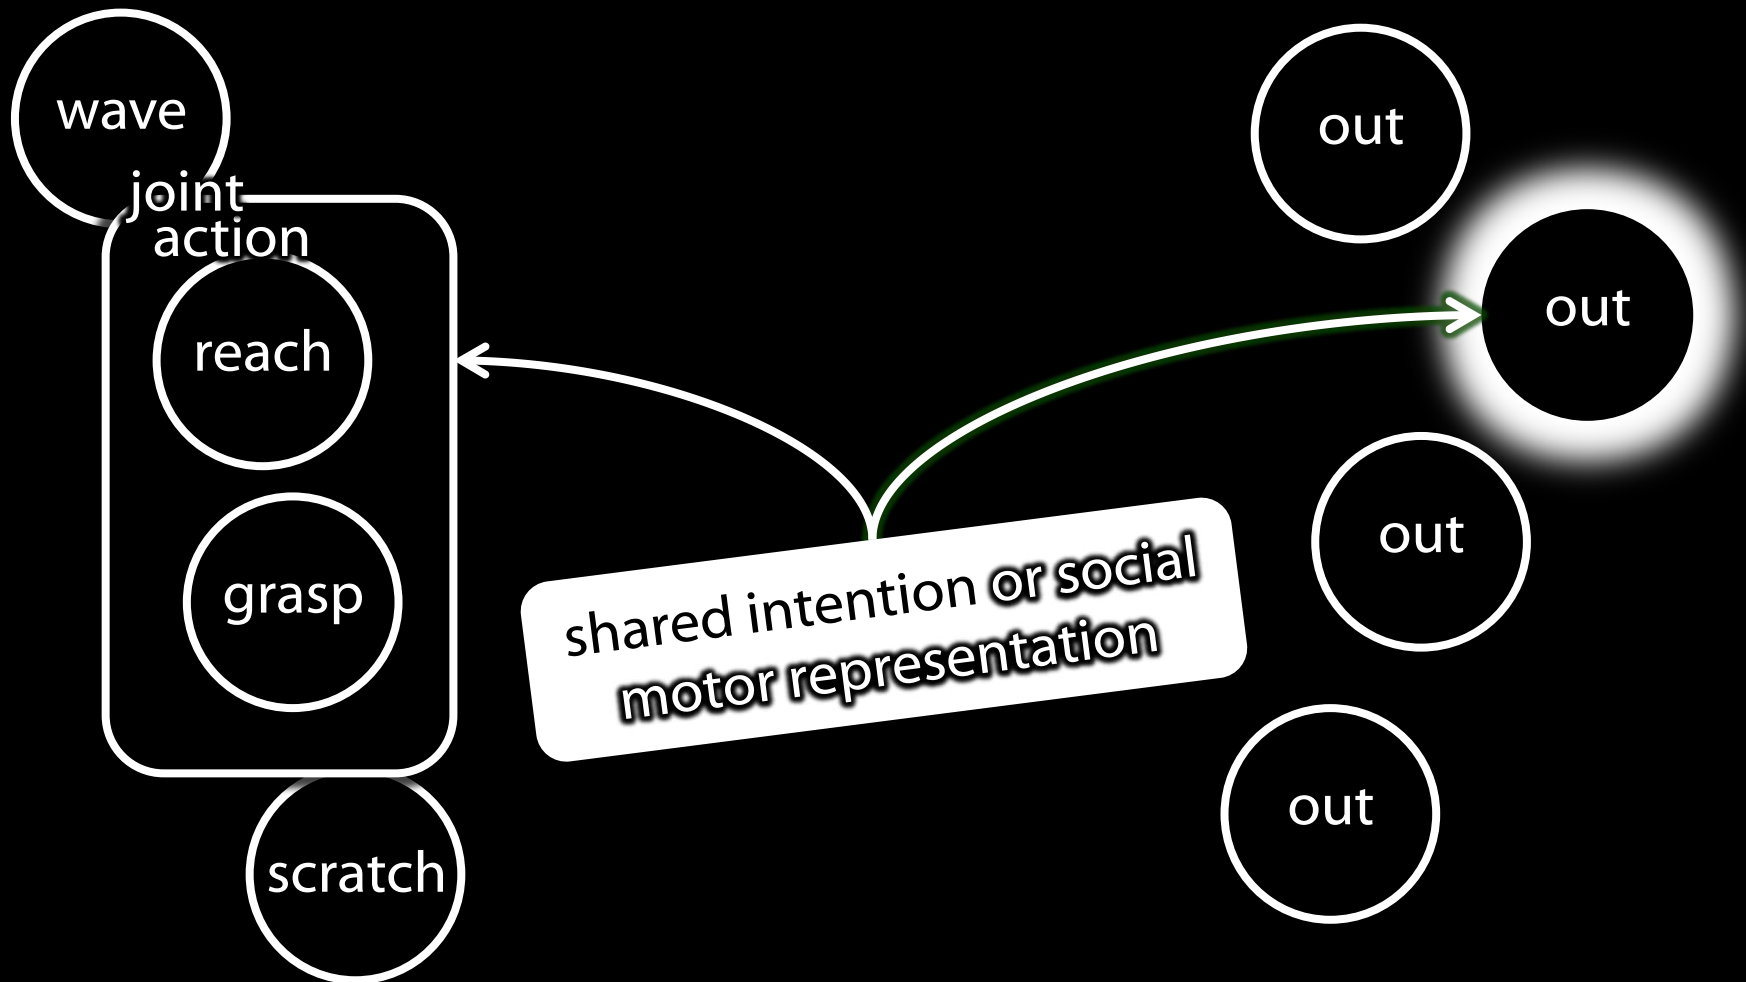 wave
joint
action
reach
grasp
scratch
shared intention or social
motor representation
out
out
out
out